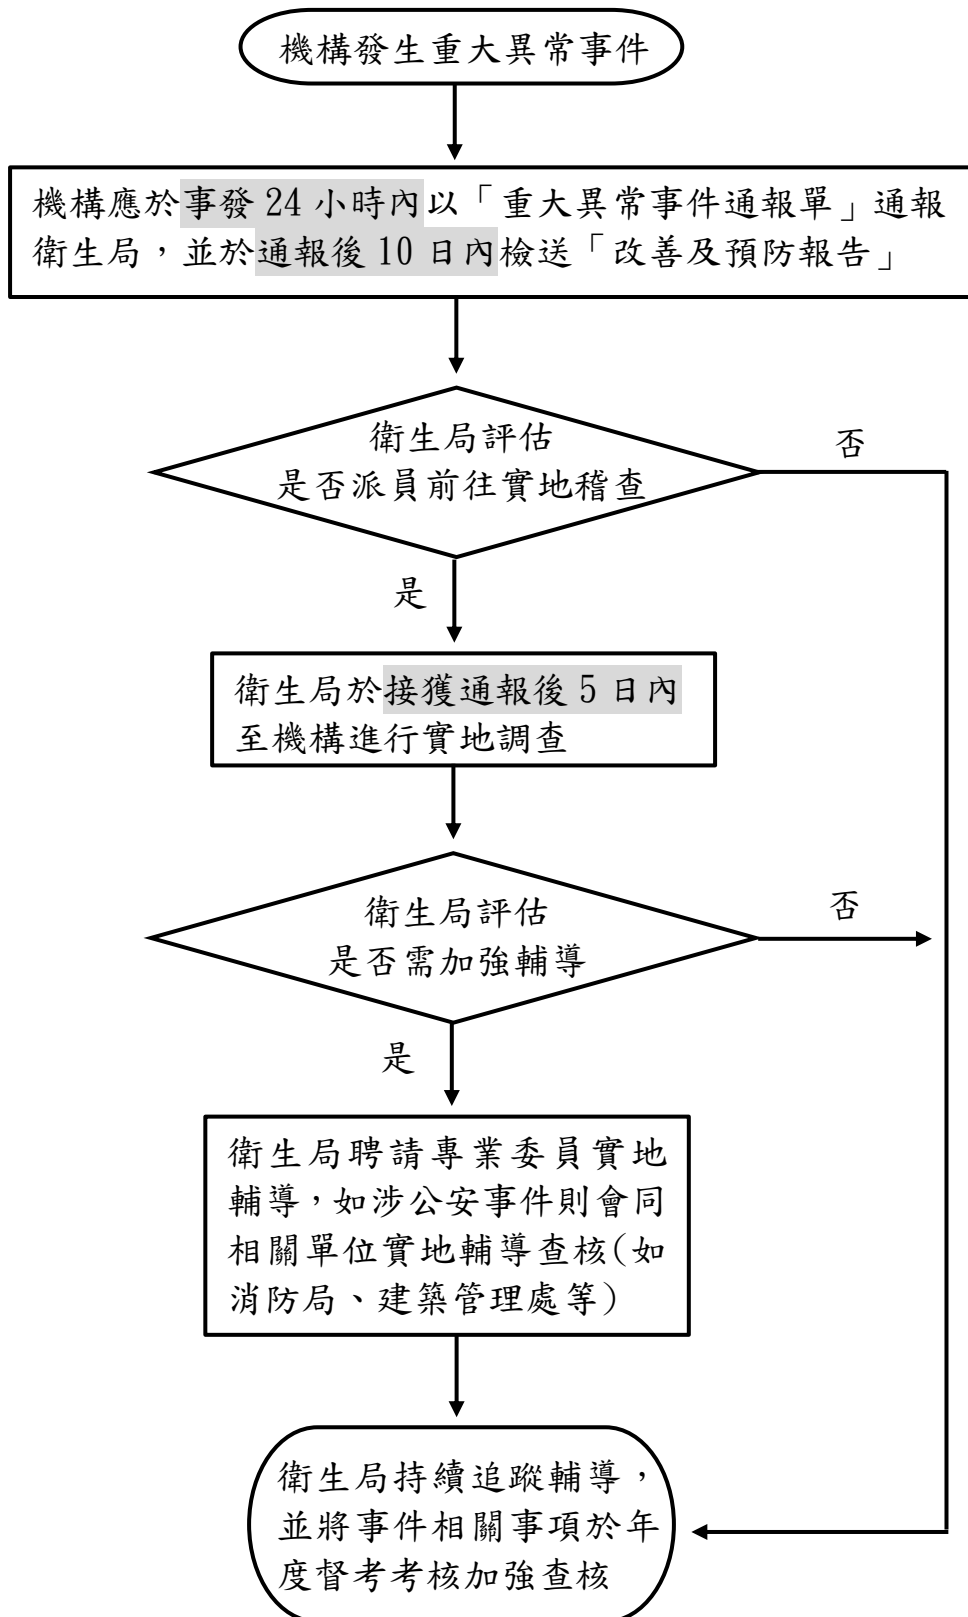 機構發生重大異常事件
機構應於事發 24 小時內以「重大異常事件通報單」通報
衛生局，並於通報後 10 日內檢送「改善及預防報告」
衛生局評估
是否派員前往實地稽查
否
是
衛生局於接獲通報後 5 日內
至機構進行實地調查
衛生局評估
是否需加強輔導
否
是
衛生局聘請專業委員實地
輔導，如涉公安事件則會同
相關單位實地輔導查核(如
消防局、建築管理處等)
衛生局持續追蹤輔導，
並將事件相關事項於年
度督考考核加強查核